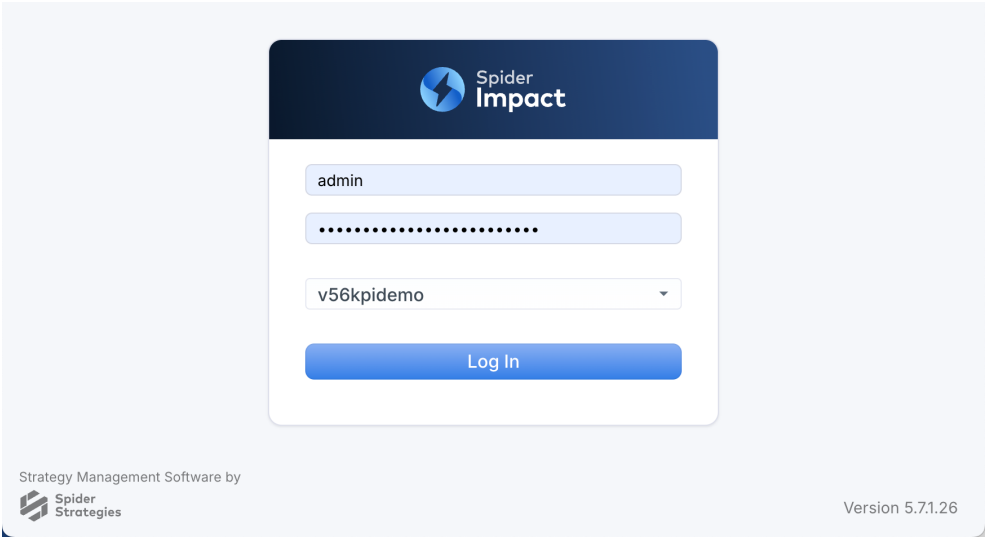 Spider
Impact
admin
•••••••••••••••••••••••••
v56kpidemo
Log In
Strategy Management Software by
Spider
Strategies
Version 5.7.1.26